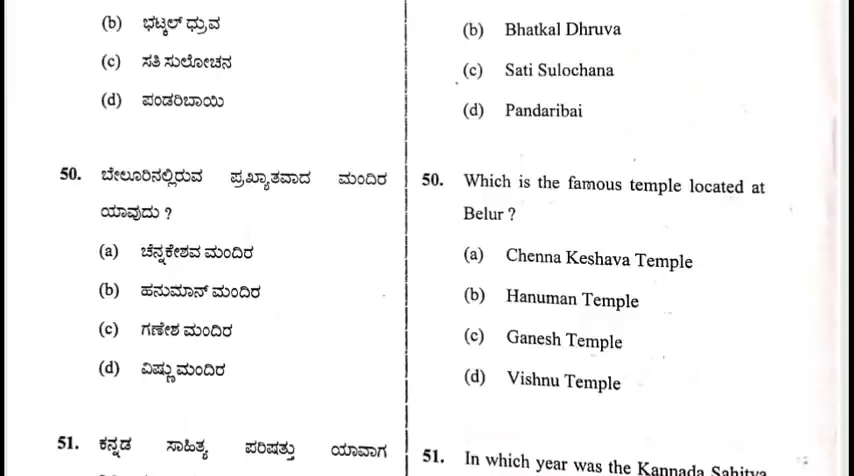 (b) ಭಟ್ಕಲ್ ಧ್ರುವ
(c) ಸತಿ ಸುಲೋಚನ
(d) ಪಂಡರಿಬಾಯಿ
50. ಬೇಲೂರಿನಲ್ಲಿರುವ ಪ್ರಖ್ಯಾತವಾದ ಮಂದಿರ
ಯಾವುದು ?
(a) ಚೆನ್ನಕೇಶವ ಮಂದಿರ
(b) ಹನುಮಾನ್ ಮಂದಿರ
(c) ಗಣೇಶ ಮಂದಿರ
(d) ವಿಷ್ಣು ಮಂದಿರ
51. ಕನ್ನಡ ಸಾಹಿತ್ಯ ಪರಿಷತ್ತು ಯಾವಾಗ
(b) Bhatkal Dhruva
(c) Sati Sulochana
(d) Pandaribai
50. Which is the famous temple located at
Belur ?
(a) Chenna Keshava Temple
(b) Hanuman Temple
(c) Ganesh Temple
(d) Vishnu Temple
51. In which year was the Kannada Sahitya